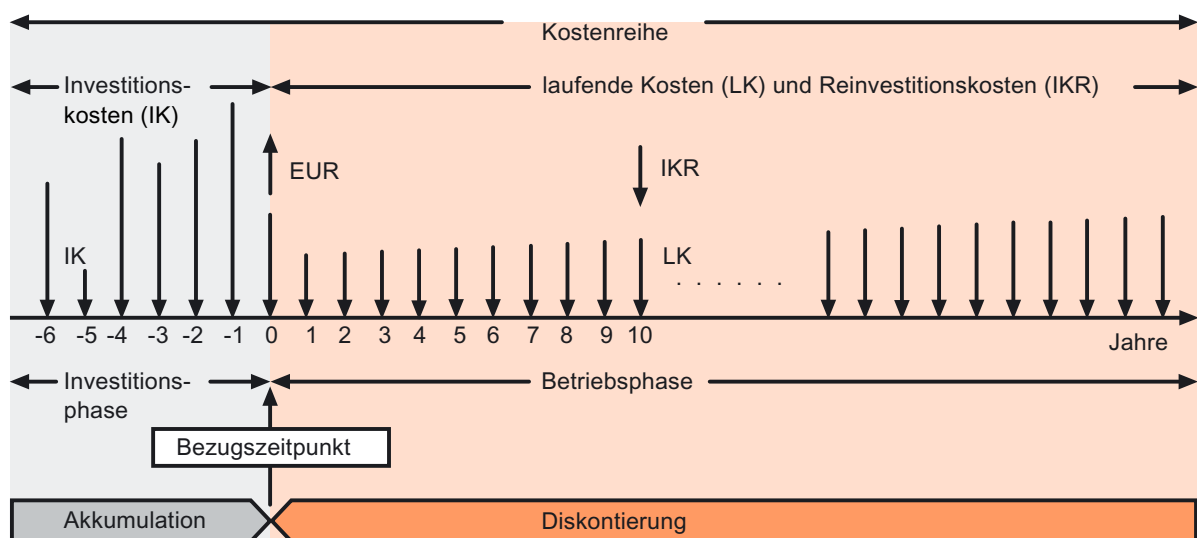 Kostenreihe
Investitions-
kosten (IK)
laufende Kosten (LK) und Reinvestitionskosten (IKR)
EUR
IKR
IK
LK
. . . . . .
-6 -5 -4 -3 -2 -1 0 1 2 3 4 5 6 7 8 9 10
Jahre
Investitions-
phase
Betriebsphase
Bezugszeitpunkt
Akkumulation
Diskontierung